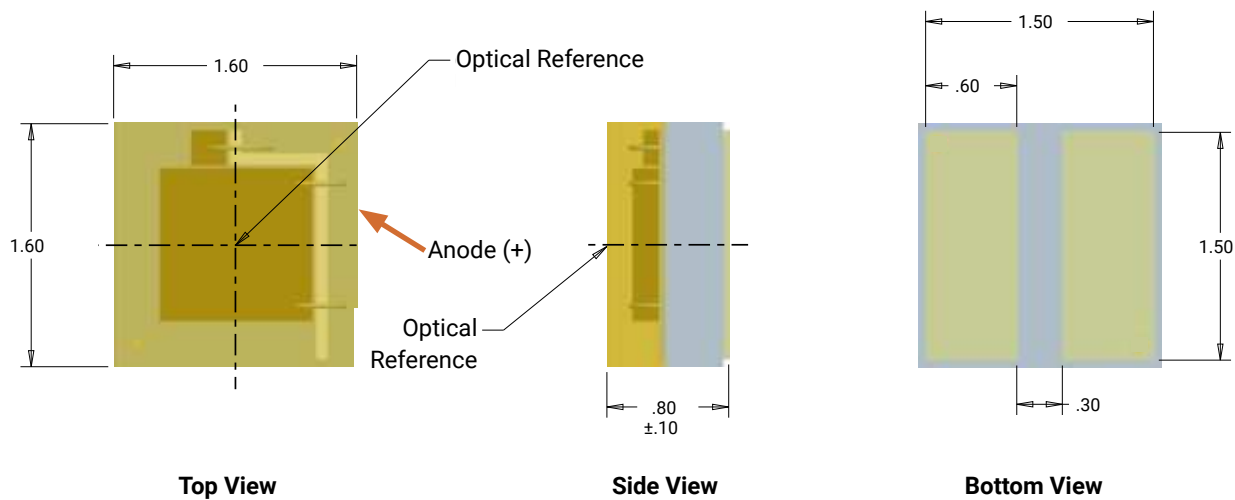 1.60
Optical Reference
1.60
Anode (+)
Optical
Reference
.80
±.10
1.50
.60
1.50
.30
Top View
Side View
Bottom View